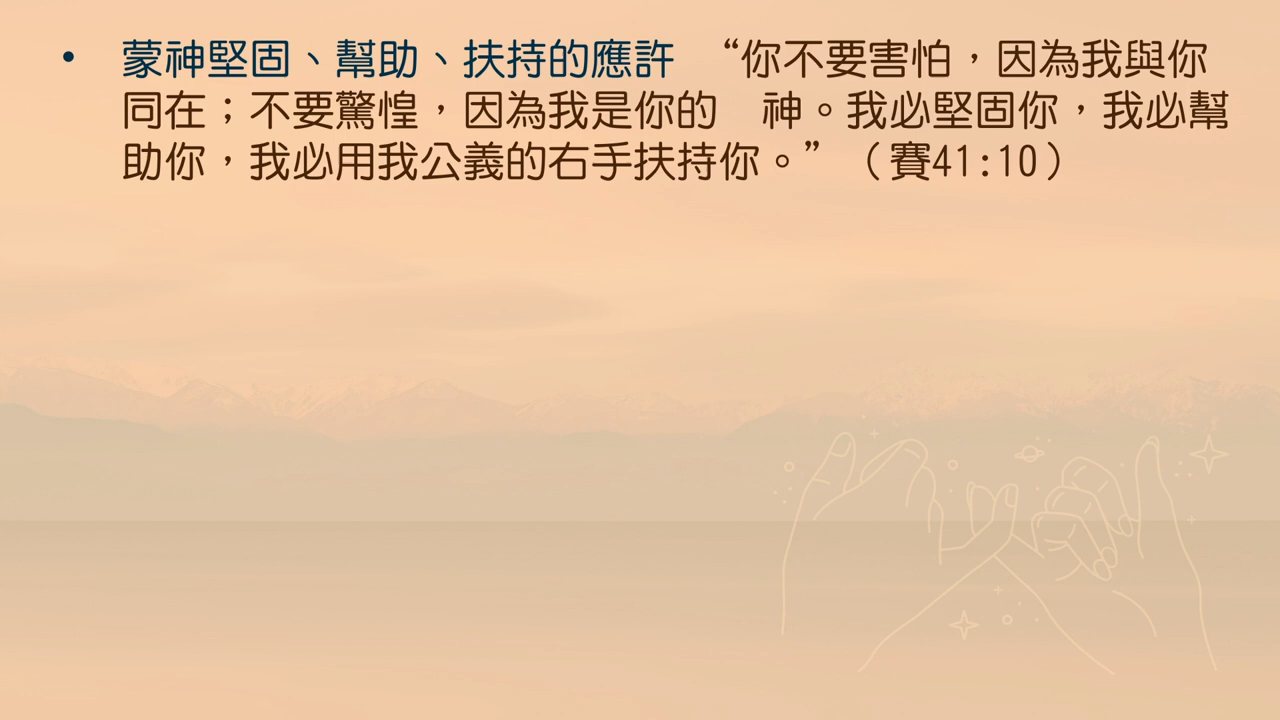 • 蒙神堅固、幫助、扶持的應許　“你不要害怕，因為我與你
同在；不要驚惶，因為我是你的　神。我必堅固你，我必幫
助你，我必用我公義的右手扶持你。”（賽41:10）